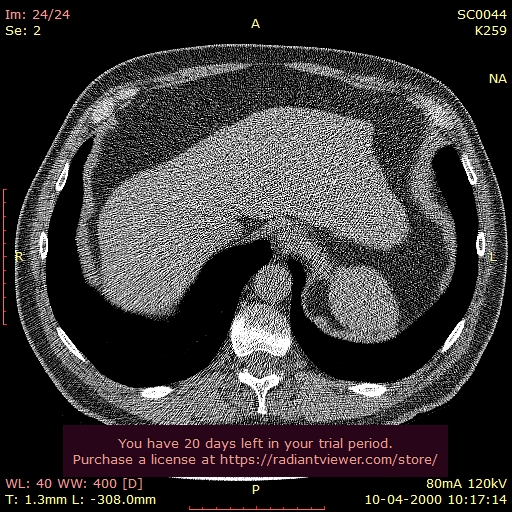 Im: 24/24
Se: 2
A
SC0044
K259
NA
R
L
You have 20 days left in your trial period.
Purchase a license at https://radiantviewer.com/store/
WL: 40 WW: 400 [D]
T: 1.3mm L: -308.0mm
P
80mA 120kV
10-04-2000 10:17:14